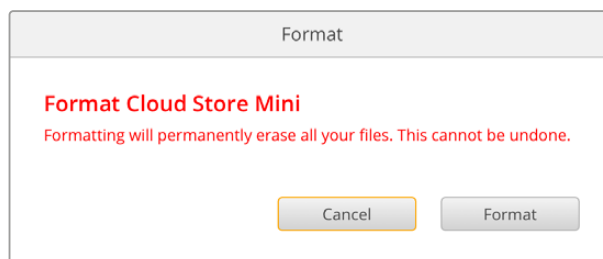 Format
Format Cloud Store Mini
Formatting will permanently erase all your files. This cannot be undone.
Cancel
Format